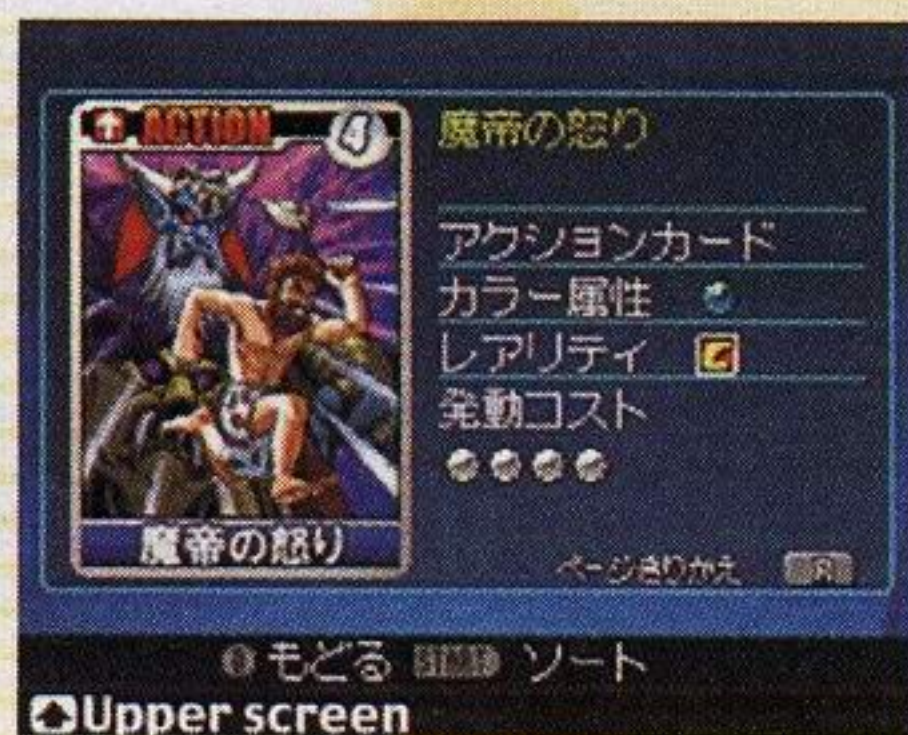 ACTION 4
魔帝の怒り
魔帝の怒り
アクションカード
カラー属性
レアリティ
発動コスト
ページきりかえ R
もどる
ソート
Upper screen